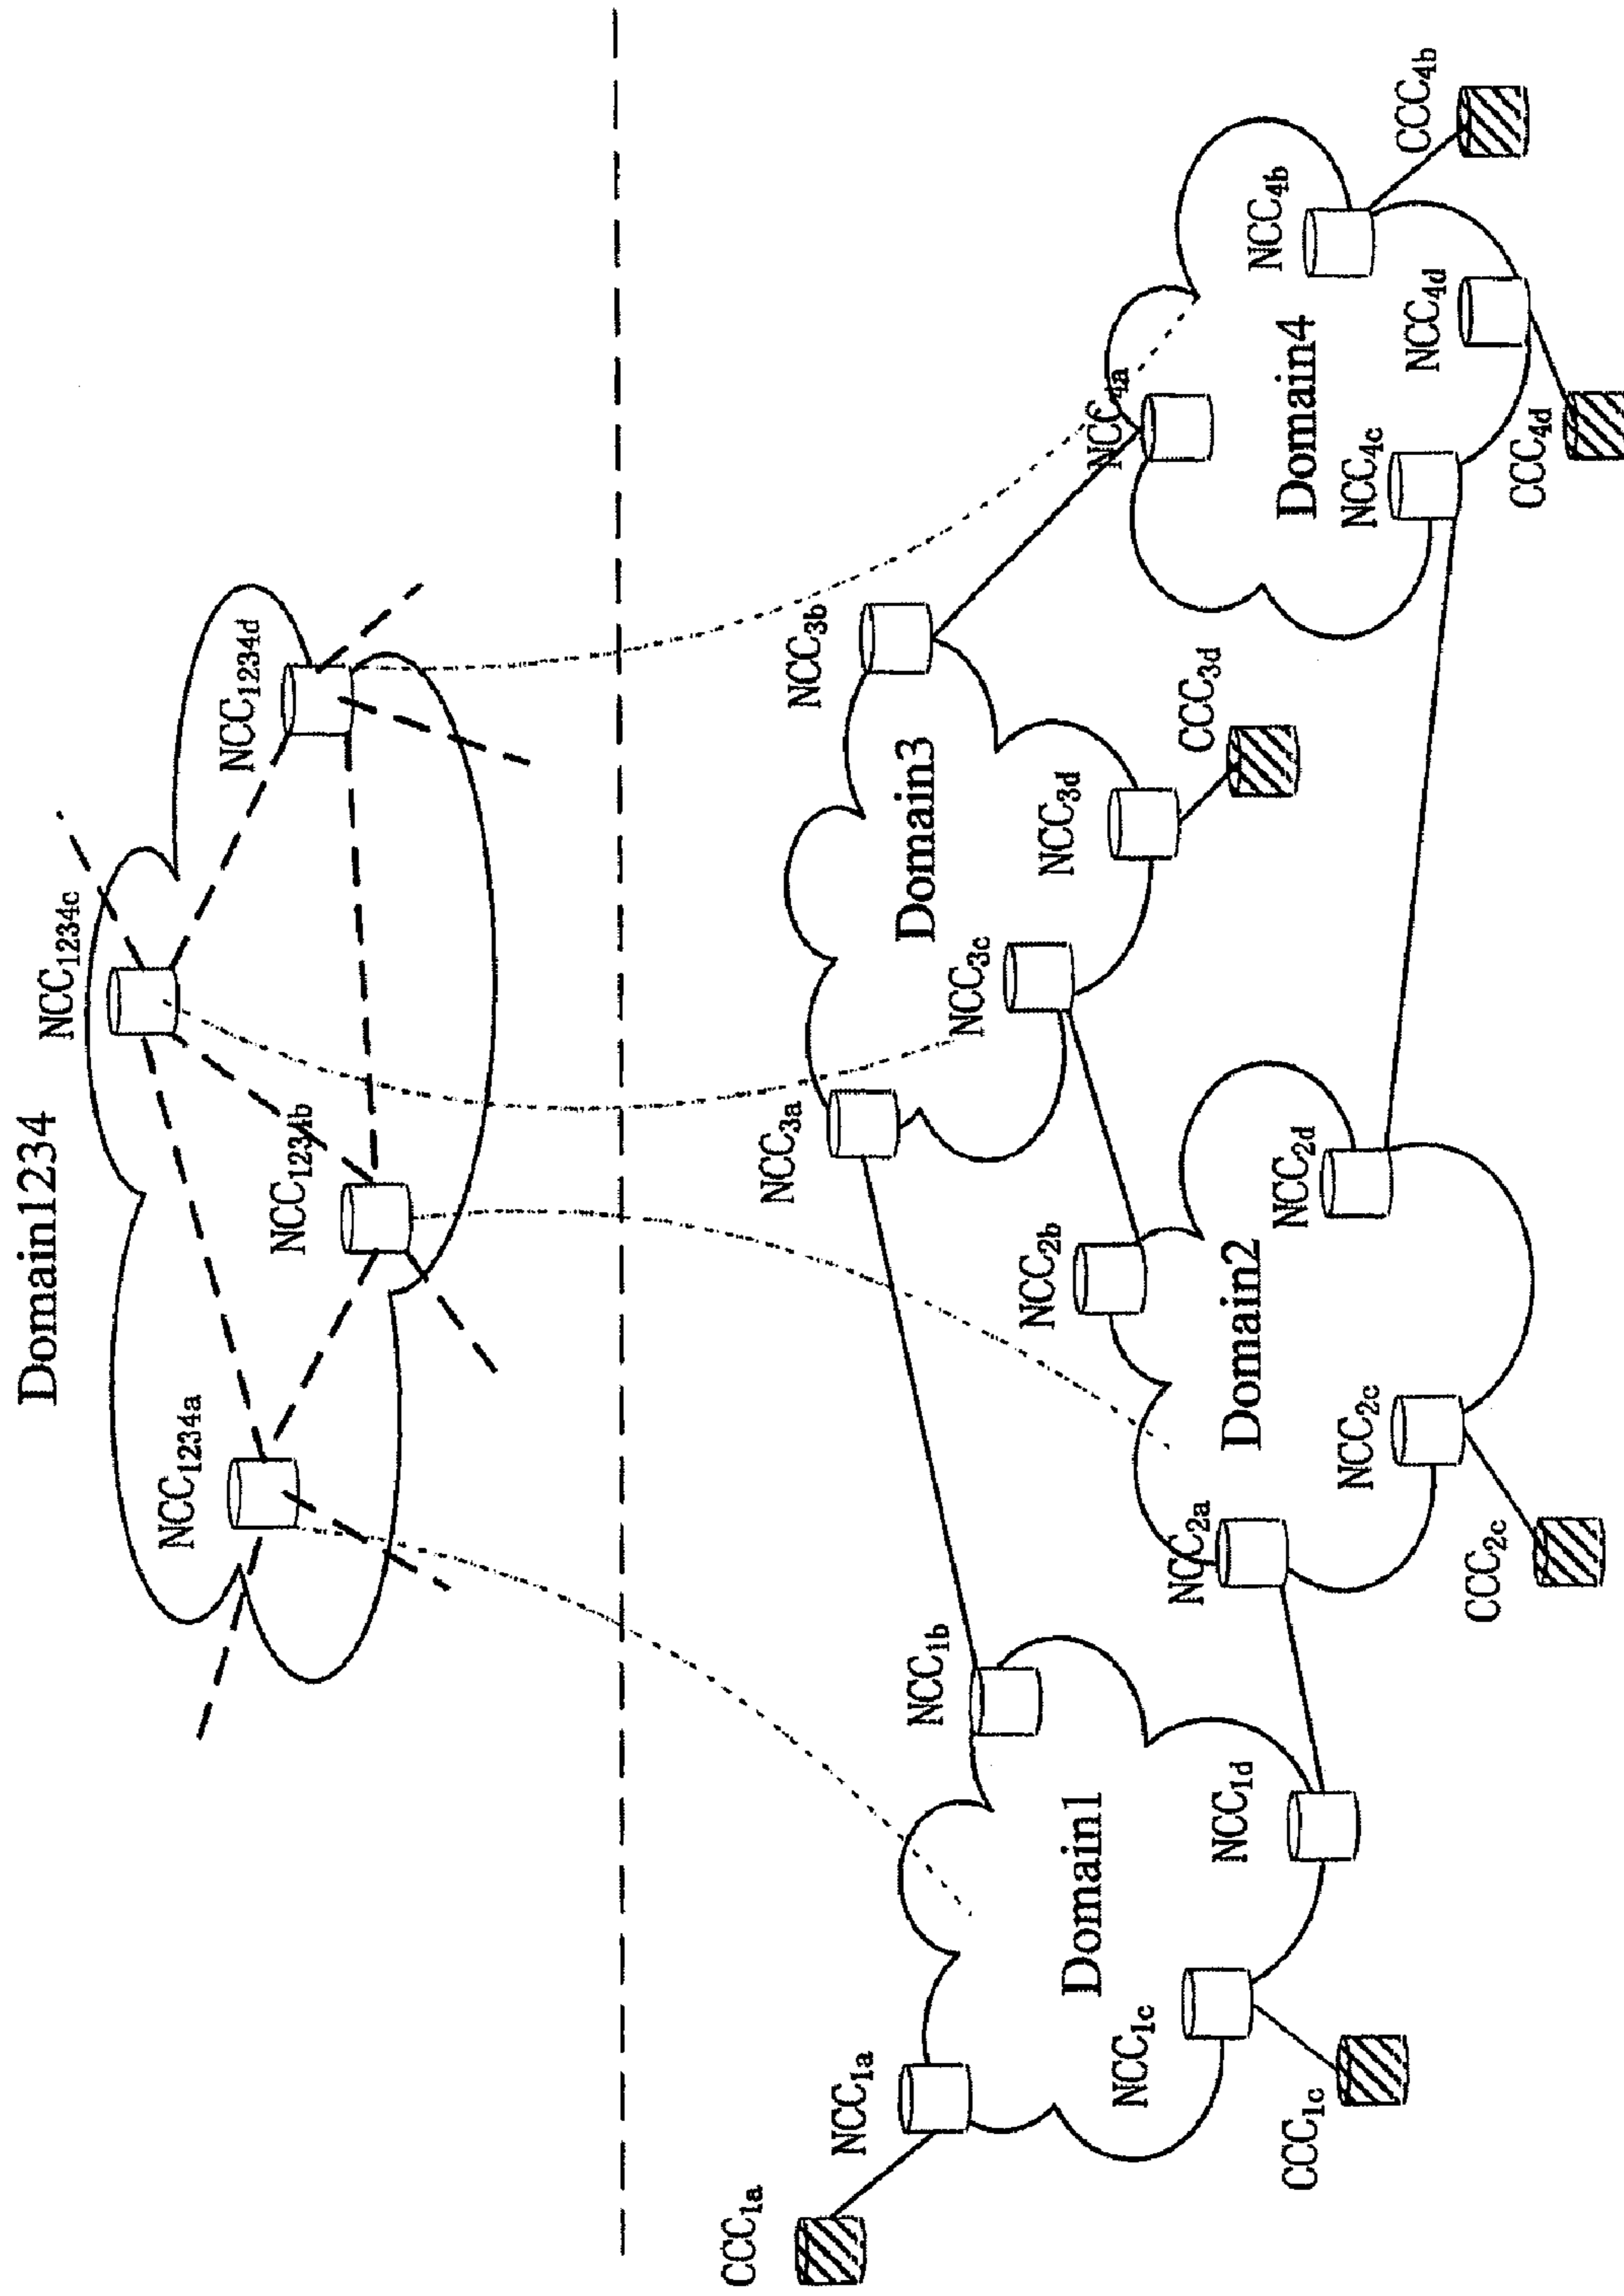 Domain1234
NCC1234a
NCC1234b
NCC1234c
NCC1234d
CCC1a
NCC1a
NCC1b
Domain1
NCC1c
NCC1d
CCC1c
NCC2a
NCC2b
Domain2
NCC2c
NCC2d
CCC2c
NCC3a
NCC3b
Domain3
NCC3c
NCC3d
CCC3d
NCC4a
NCC4b
Domain4
NCC4c
NCC4d
CCC4b
CCC4d